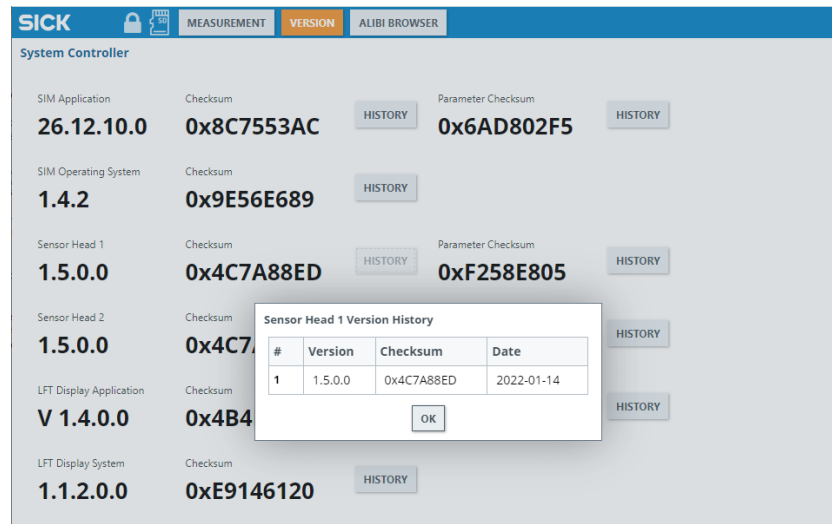 SICK SD MEASUREMENT VERSION ALIBI BROWSER
System Controller
SIM Application Checksum Parameter Checksum
26.12.10.0 0x8C7553AC HISTORY 0x6AD802F5 HISTORY
SIM Operating System Checksum
1.4.2 0x9E56E689 HISTORY
Sensor Head 1 Checksum Parameter Checksum
1.5.0.0 0x4C7A88ED HISTORY 0xF258E805 HISTORY
Sensor Head 2 Checksum
1.5.0.0 0x4C7 HISTORY
LFT Display Application Checksum
V 1.4.0.0 0x4B4 HISTORY
LFT Display System Checksum
1.1.2.0.0 0xE9146120 HISTORY
Sensor Head 1 Version History
# Version Checksum Date
1 1.5.0.0 0x4C7A88ED 2022-01-14
OK